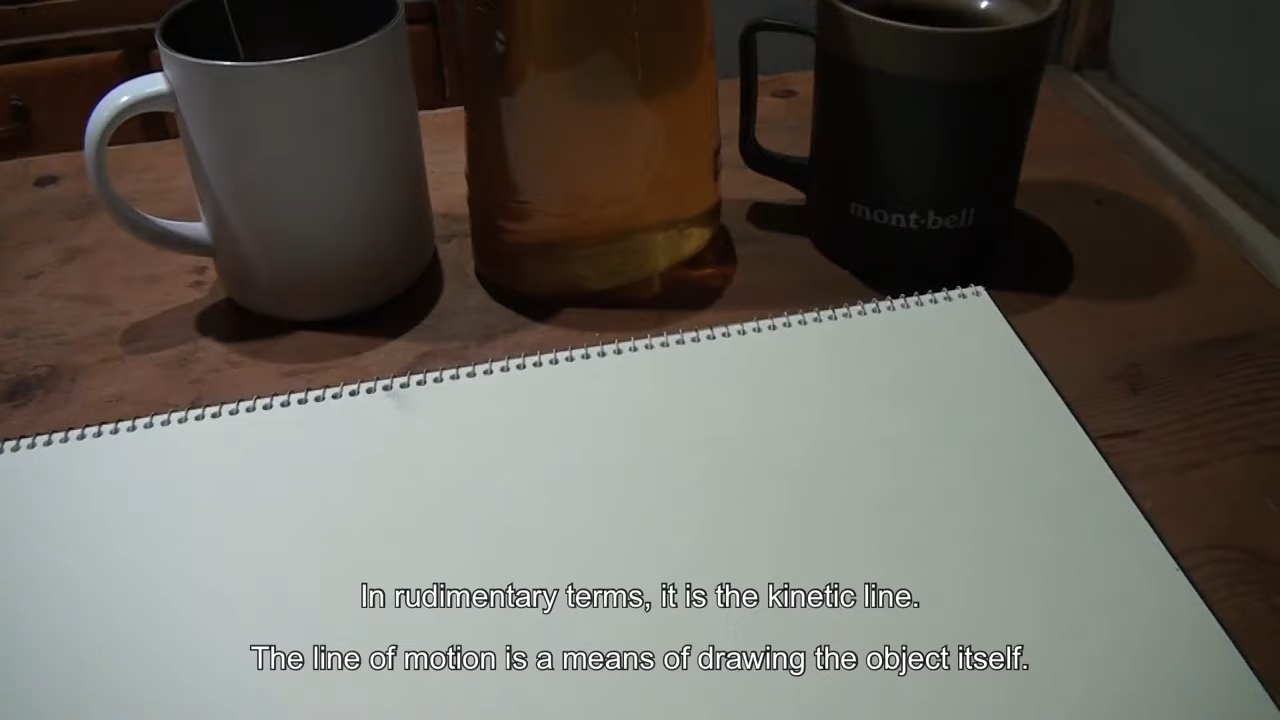 mont·bell
In rudimentary terms, it is the kinetic line.
The line of motion is a means of drawing the object itself.